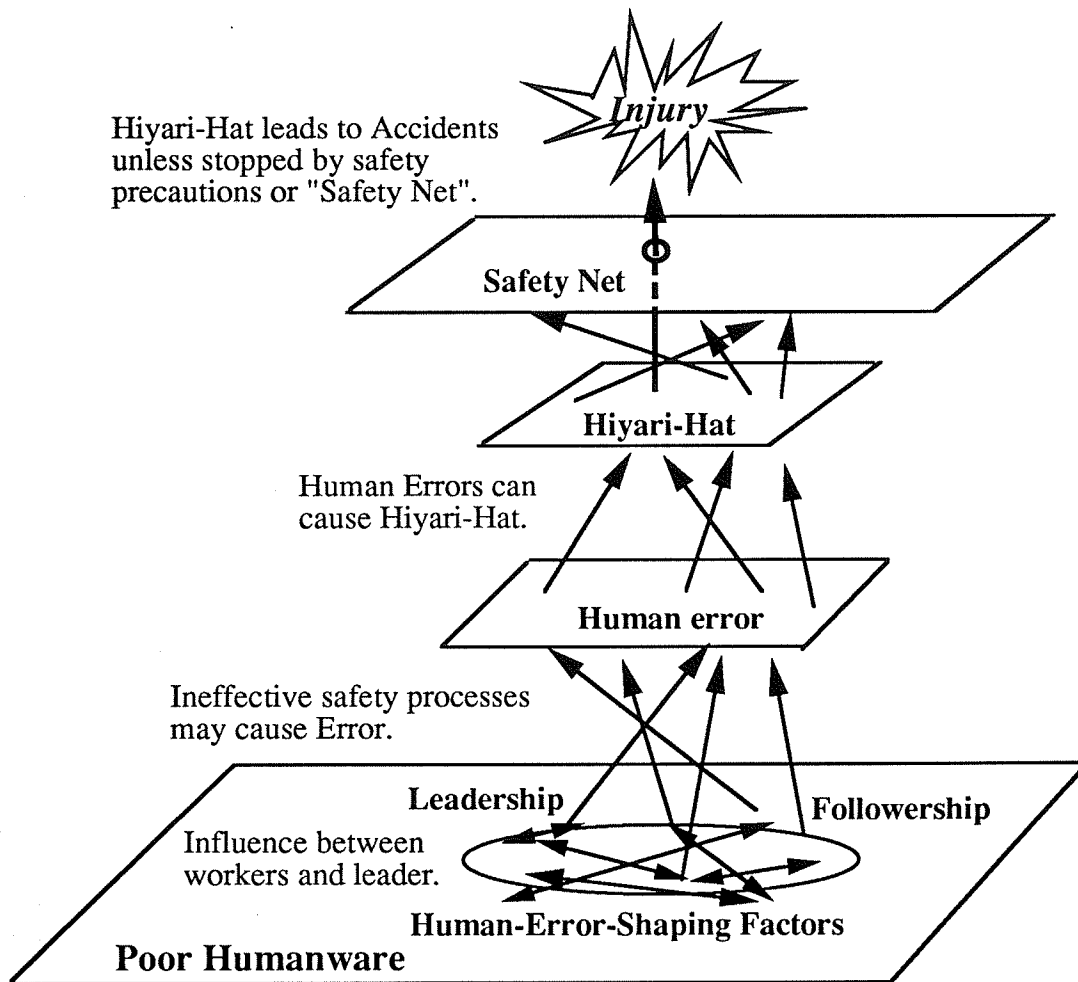 Injury
Hiyari-Hat leads to Accidents
unless stopped by safety
precautions or "Safety Net".
Safety Net
Hiyari-Hat
Human Errors can
cause Hiyari-Hat.
Human error
Ineffective safety processes
may cause Error.
Leadership
Followership
Influence between
workers and leader.
Human-Error-Shaping Factors
Poor Humanware